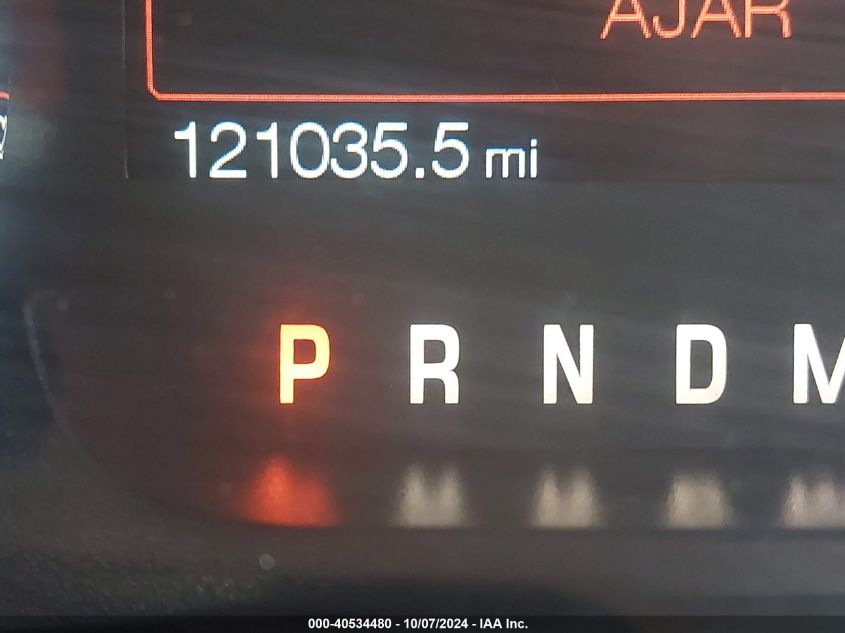 AJAR
121035.5 mi
P R N D M
000-40534480 - 10/07/2024 - IAA Inc.